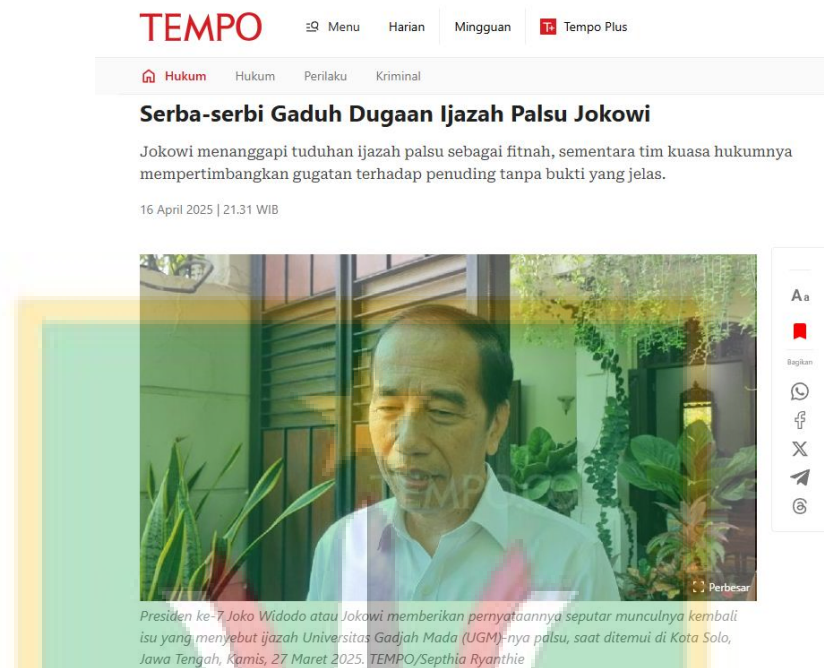 TEMPO
Menu Harian Mingguan T+ Tempo Plus
Hukum Hukum Perilaku Kriminal
Serba-serbi Gaduh Dugaan Ijazah Palsu Jokowi
Jokowi menanggapi tuduhan ijazah palsu sebagai fitnah, sementara tim kuasa hukumnya
mempertimbangkan gugatan terhadap penuding tanpa bukti yang jelas.
16 April 2025 | 21.31 WIB
Aa
Bagikan
TEMPO
Perbesar
Presiden ke-7 Joko Widodo atau Jokowi memberikan pernyataannya seputar munculnya kembali
isu yang menyebut ijazah Universitas Gadjah Mada (UGM)-nya palsu, saat ditemui di Kota Solo,
Jawa Tengah, Kamis, 27 Maret 2025. TEMPO/Septhia Ryanthie